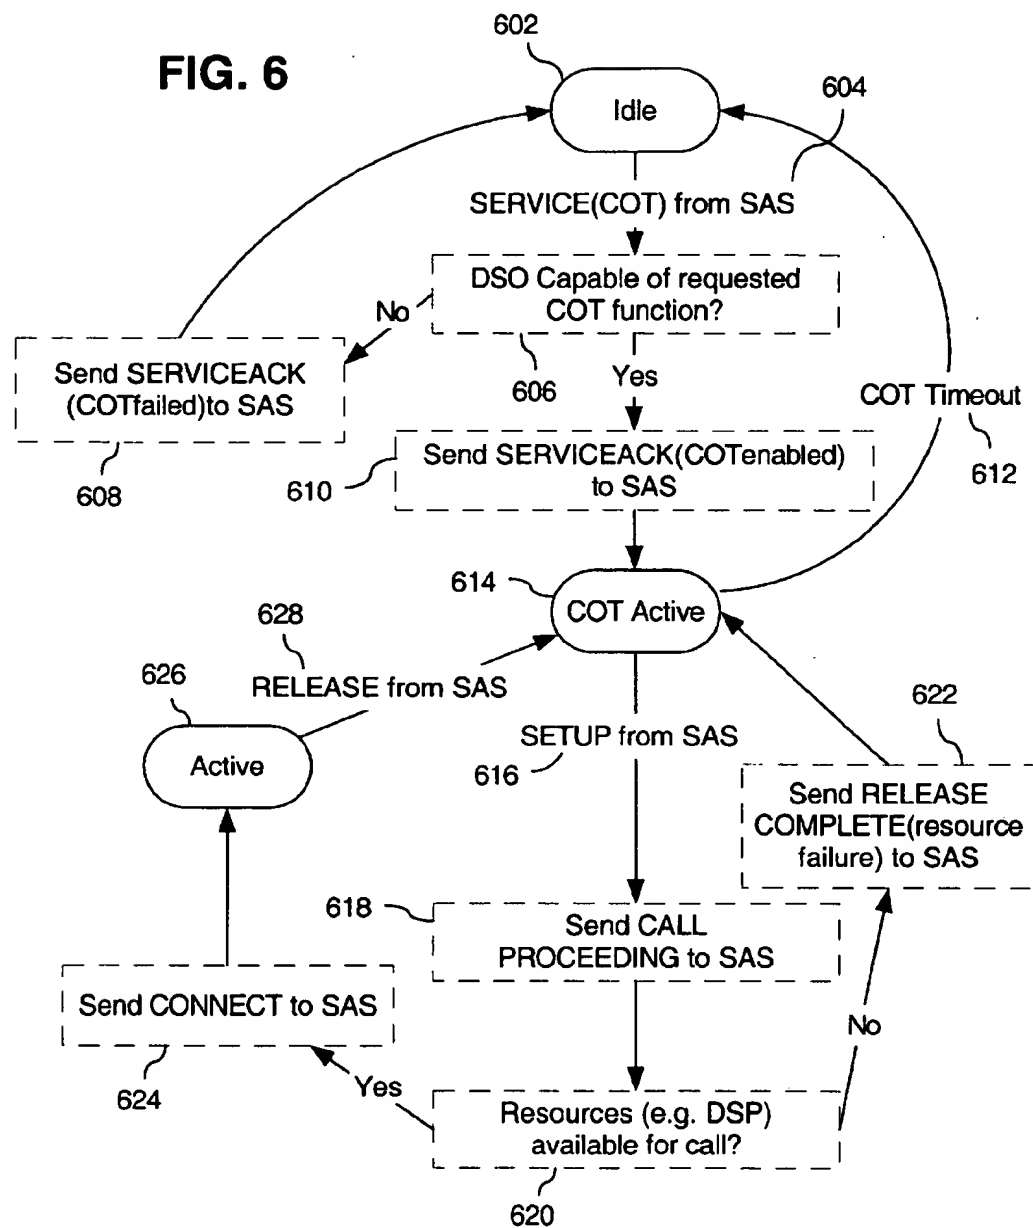 602
FIG. 6
604
Idle
SERVICE(COT) from SAS
DSO Capable of requested
COT function?
No
606
Yes
Send SERVICEACK
(COTfailed)to SAS
608
COT Timeout
612
Send SERVICEACK(COTenabled)
to SAS
610
614
COT Active
628
RELEASE from SAS
626
Active
SETUP from SAS
616
622
Send RELEASE
COMPLETE(resource
failure) to SAS
618
Send CALL
PROCEEDING to SAS
Send CONNECT to SAS
624
Yes
No
Resources (e.g. DSP)
available for call?
620